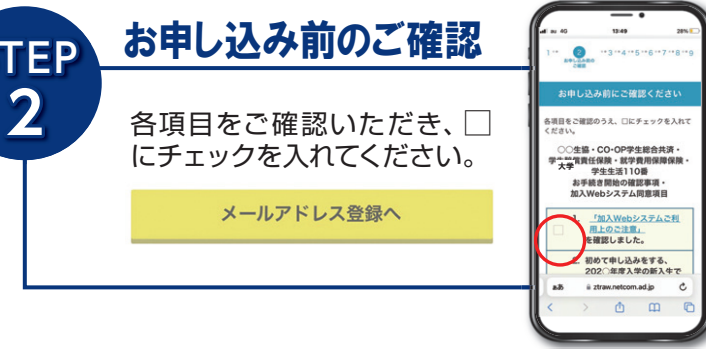 STEP
2
お申し込み前のご確認
各項目をご確認いただき、□
にチェックを入れてください。
メールアドレス登録へ
au 4G 13:49 28%
1 2 3 4 5 6 7 8 9
お申し込み前の
ご確認
お申し込み前にご確認ください
各項目をご確認のうえ、□にチェックを入れて
ください。
○○生協・CO・OP学生総合共済・
学生賠償責任保険・就学費用保障保険・
大学
学生生活110番
お手続き開始の確認事項・
加入Webシステム同意項目
1. 「加入Webシステムご利
用上のご注意」
を確認しました。
2. 初めて申し込みをする、
202○年度入学の新入生で
ぁあ ztraw.netcom.ad.jp